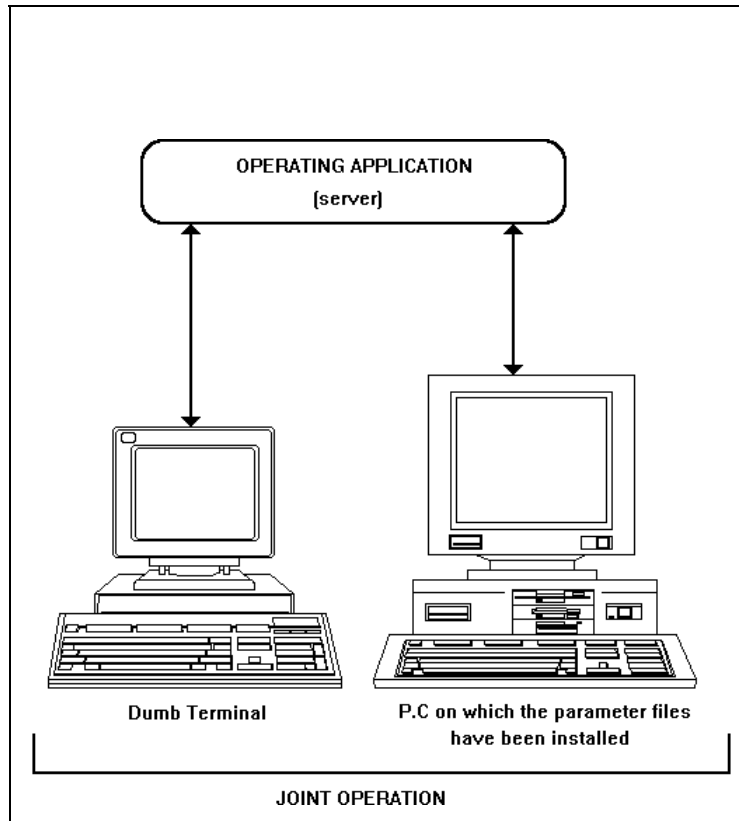 OPERATING APPLICATION
(server)
Dumb Terminal
P.C on which the parameter files
have been installed
JOINT OPERATION